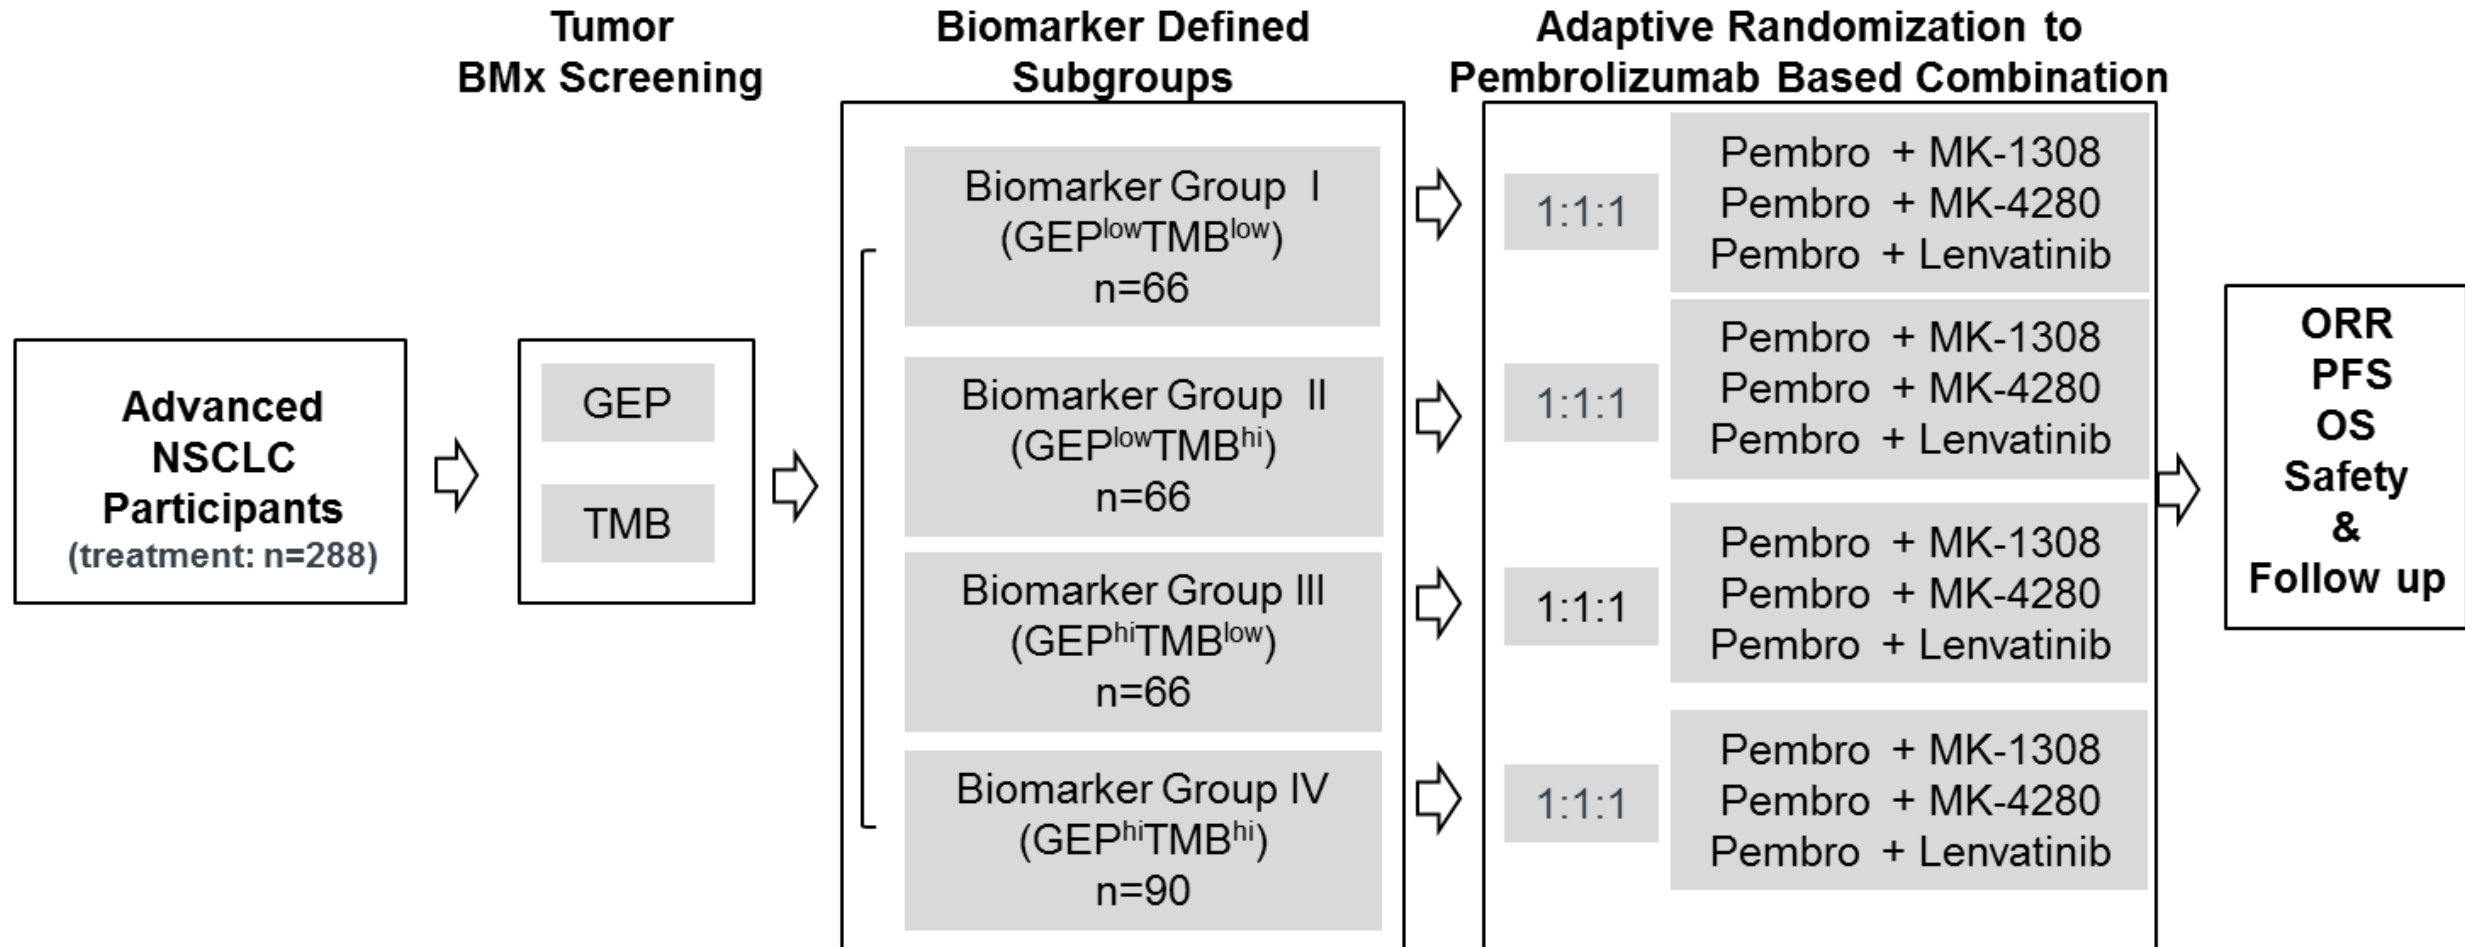 Tumor
BMx Screening
Biomarker Defined
Subgroups
Adaptive Randomization to
Pembrolizumab Based Combination
Advanced
NSCLC
Participants
(treatment: n=288)
GEP
TMB
Biomarker Group I
(GEPlowTMBlow)
n=66
1:1:1
Pembro + MK-1308
Pembro + MK-4280
Pembro + Lenvatinib
Biomarker Group II
(GEPlowTMBhi)
n=66
1:1:1
Pembro + MK-1308
Pembro + MK-4280
Pembro + Lenvatinib
Biomarker Group III
(GEPhiTMBlow)
n=66
1:1:1
Pembro + MK-1308
Pembro + MK-4280
Pembro + Lenvatinib
Biomarker Group IV
(GEPhiTMBhi)
n=90
1:1:1
Pembro + MK-1308
Pembro + MK-4280
Pembro + Lenvatinib
ORR
PFS
OS
Safety
&
Follow up